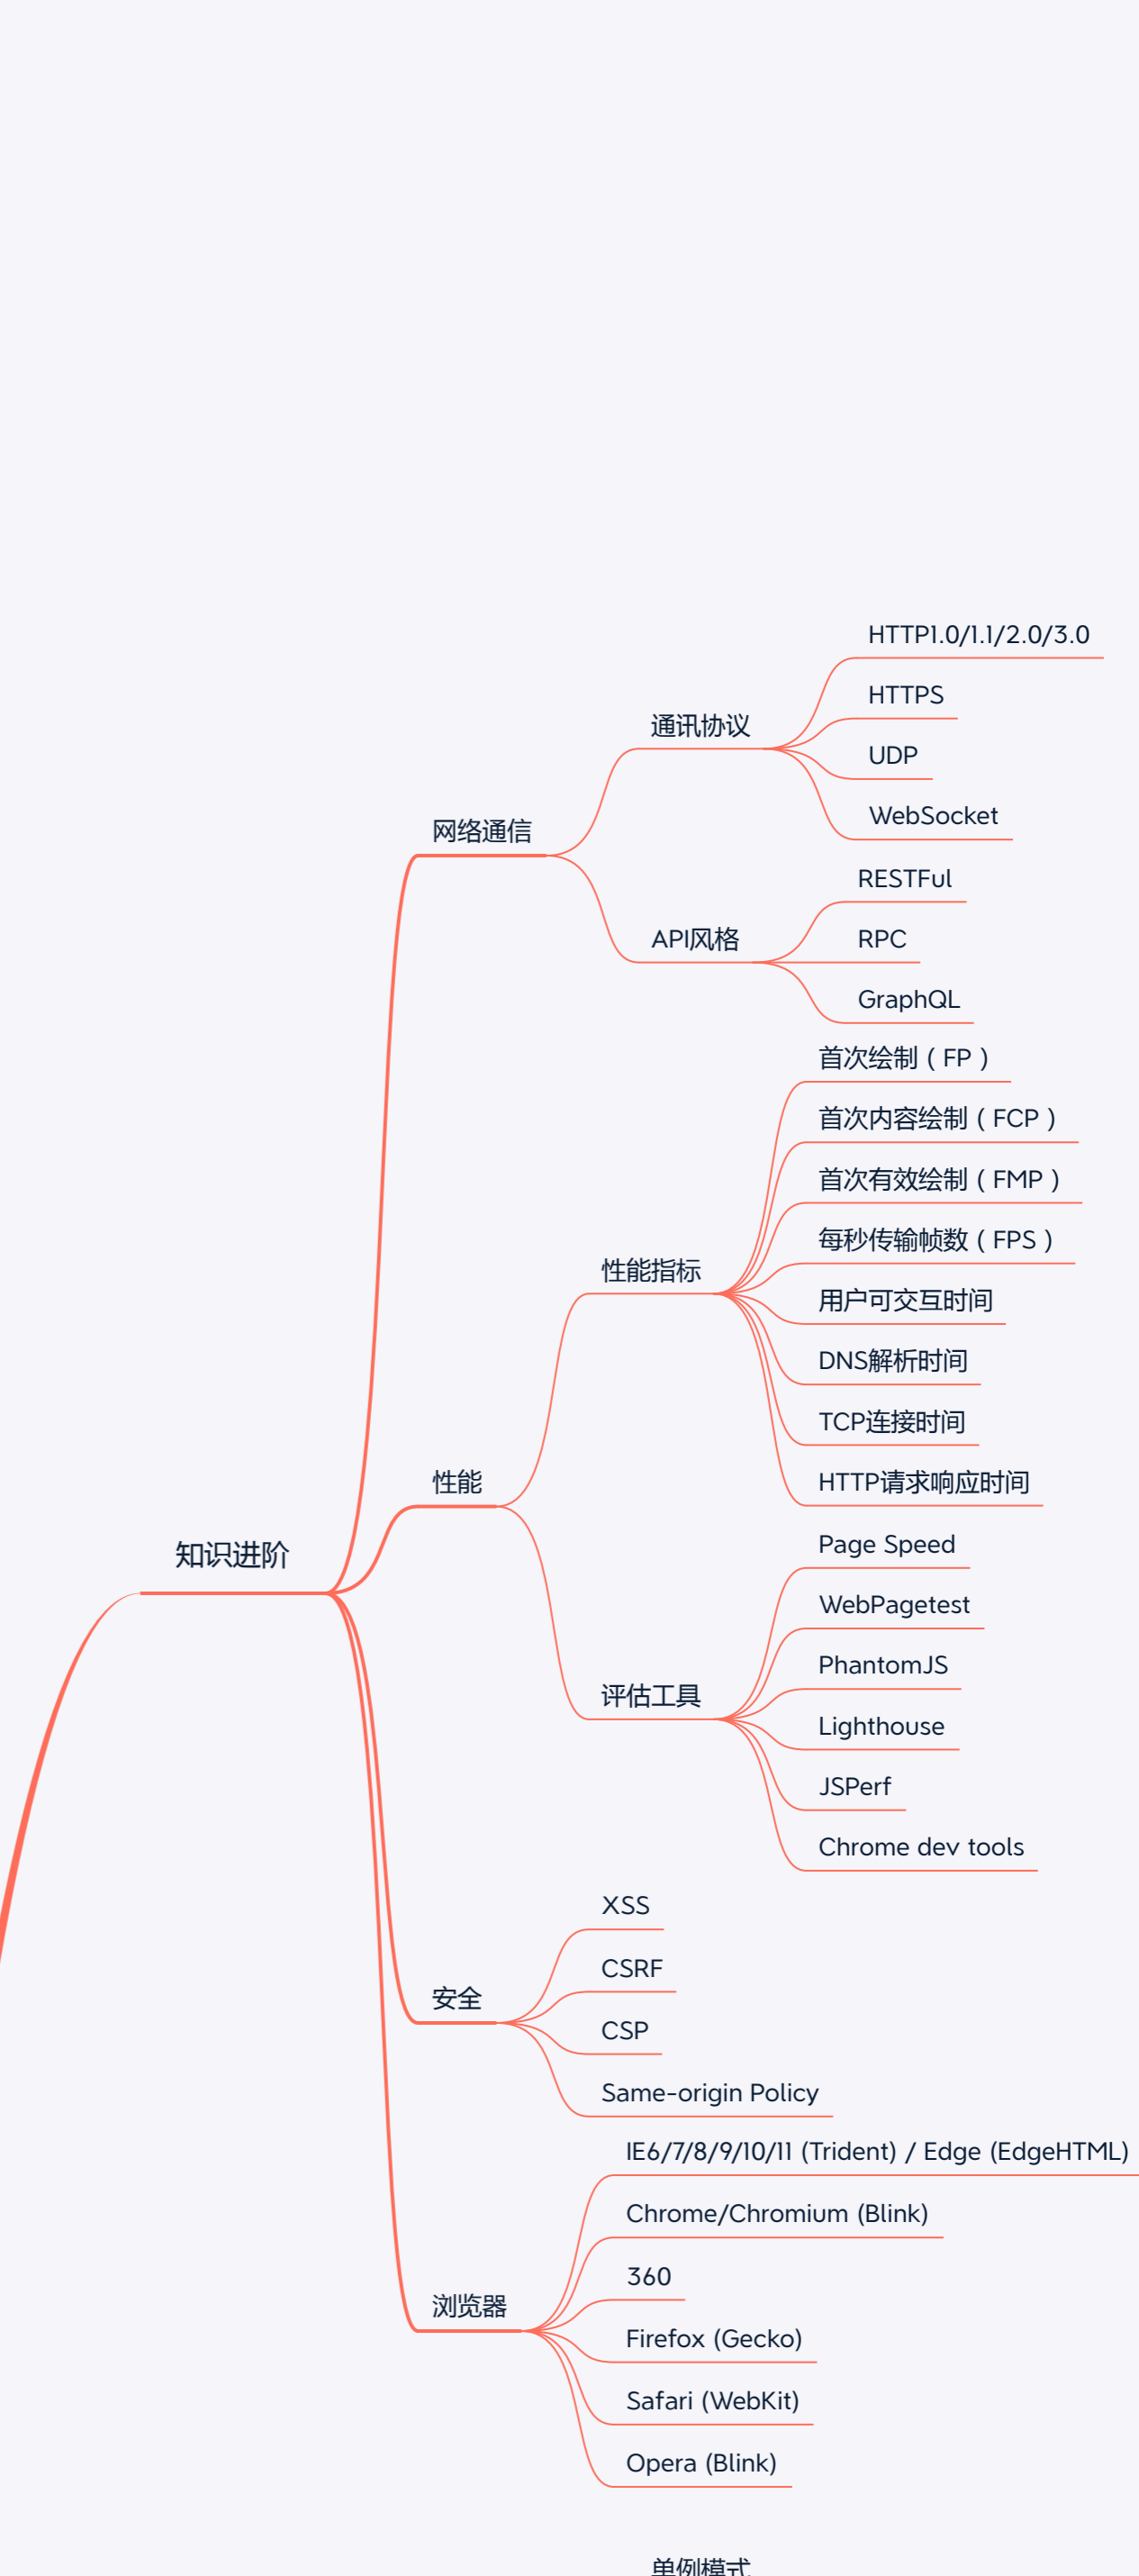 HTTP1.0/1.1/2.0/3.0
HTTPS
通讯协议
UDP
WebSocket
网络通信
RESTFul
API风格
RPC
GraphQL
首次绘制（FP）
首次内容绘制（FCP）
首次有效绘制（FMP）
每秒传输帧数（FPS）
性能指标
用户可交互时间
DNS解析时间
TCP连接时间
HTTP请求响应时间
性能
知识进阶
Page Speed
WebPagetest
PhantomJS
评估工具
Lighthouse
JSPerf
Chrome dev tools
XSS
CSRF
安全
CSP
Same-origin Policy
IE6/7/8/9/10/11 (Trident) / Edge (EdgeHTML)
Chrome/Chromium (Blink)
360
浏览器
Firefox (Gecko)
Safari (WebKit)
Opera (Blink)
单例模式